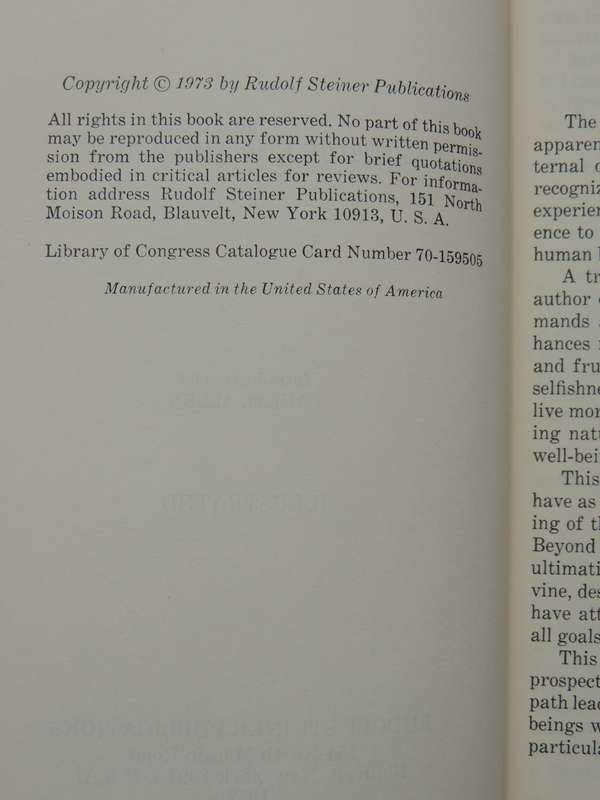 Copyright © 1973 by Rudolf Steiner Publications
All rights in this book are reserved. No part of this book
may be reproduced in any form without written permis-
sion from the publishers except for brief quotations
embodied in critical articles for reviews. For informa-
tion address Rudolf Steiner Publications, 151 North
Moison Road, Blauvelt, New York 10913, U. S. A.
Library of Congress Catalogue Card Number 70-159505
Manufactured in the United States of America
The
apparen
ternal
recogniz
experien
ence to
human
A tr
author
mands
hances
and fru
selfishne
live mor
ing natu
well-bei
This
have as
ing of th
Beyond
ultimati
vine, des
have att
all goals
This
prospect
path lead
beings w
particula